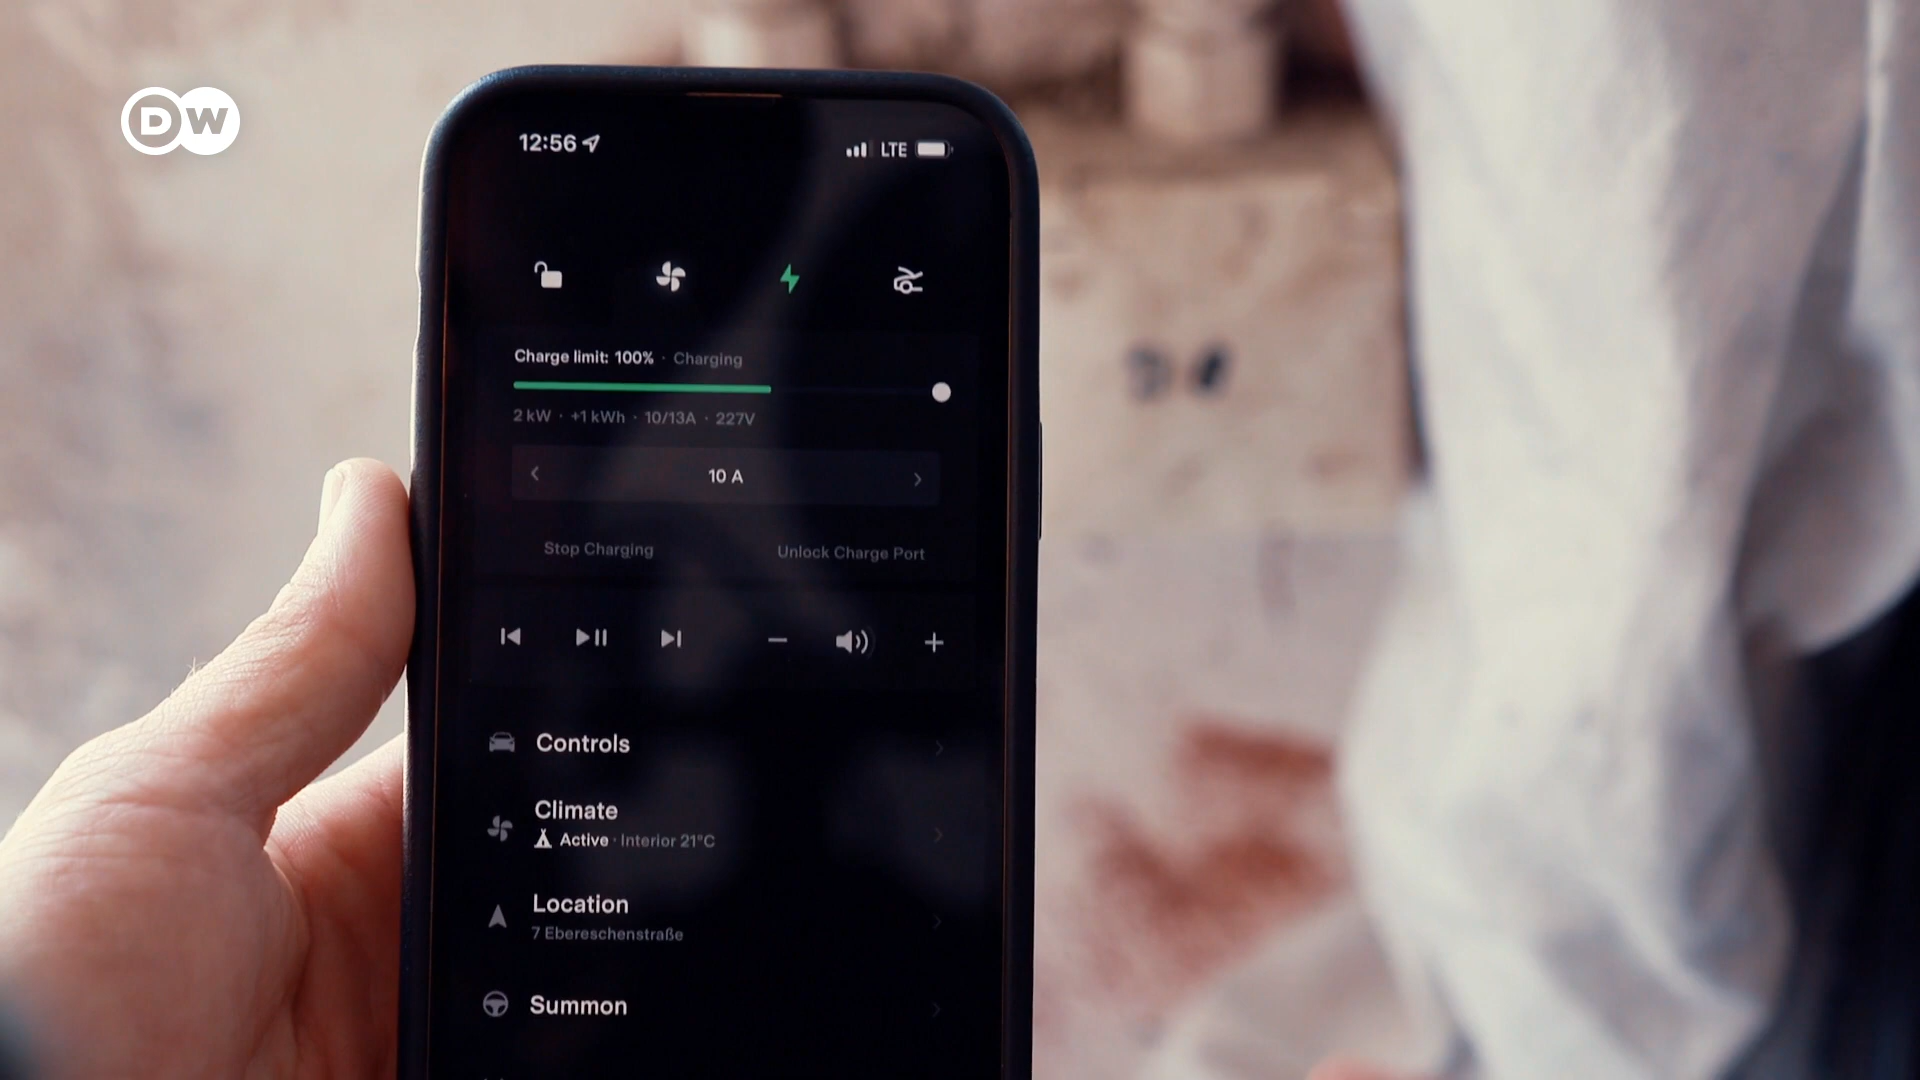 DW
12:56
LTE
Charge limit: 100% · Charging
2 kW · +1 kWh · 10/13A · 227V
10 A
Stop Charging
Unlock Charge Port
Controls
Climate
Active · Interior 21°C
Location
7 Ebereschenstraße
Summon